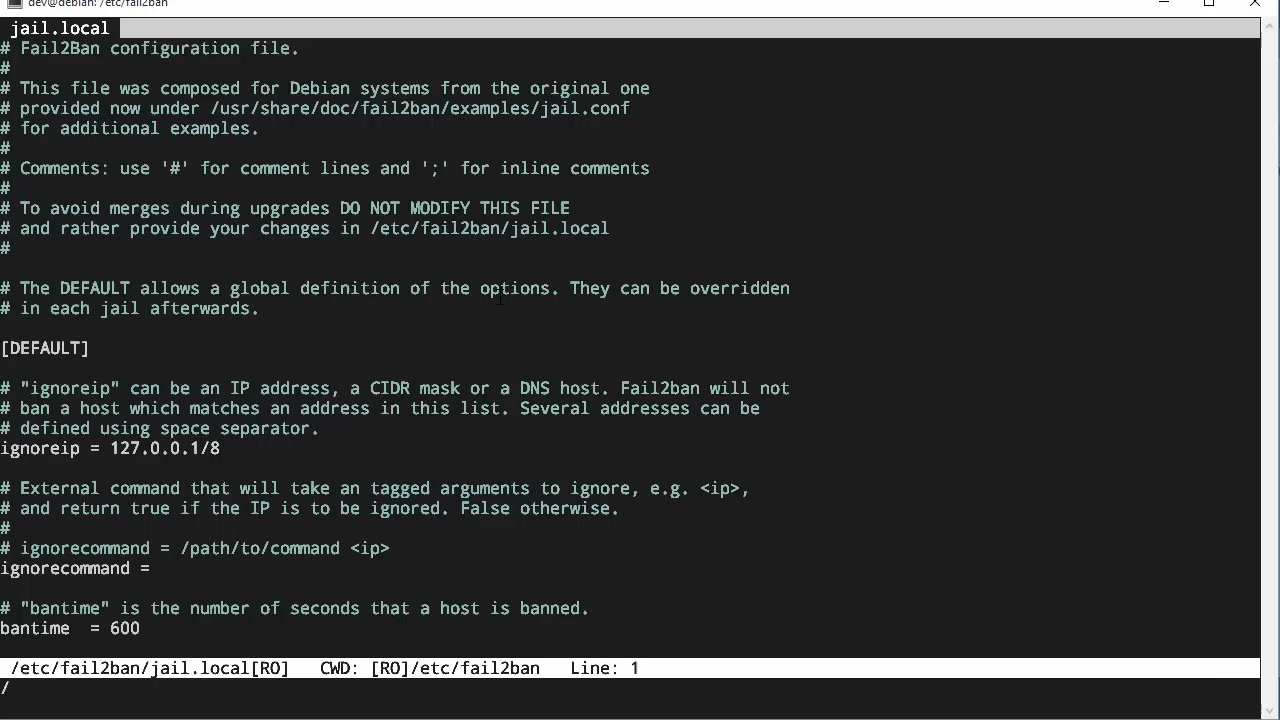 dev@debian: /etc/fail2ban
jail.local
# Fail2Ban configuration file.
#
# This file was composed for Debian systems from the original one
# provided now under /usr/share/doc/fail2ban/examples/jail.conf
# for additional examples.
#
# Comments: use '#' for comment lines and ';' for inline comments
#
# To avoid merges during upgrades DO NOT MODIFY THIS FILE
# and rather provide your changes in /etc/fail2ban/jail.local
#
# The DEFAULT allows a global definition of the options. They can be overridden
# in each jail afterwards.
[DEFAULT]
# "ignoreip" can be an IP address, a CIDR mask or a DNS host. Fail2ban will not
# ban a host which matches an address in this list. Several addresses can be
# defined using space separator.
ignoreip = 127.0.0.1/8
# External command that will take an tagged arguments to ignore, e.g. <ip>,
# and return true if the IP is to be ignored. False otherwise.
#
# ignorecommand = /path/to/command <ip>
ignorecommand =
# "bantime" is the number of seconds that a host is banned.
bantime  = 600
/etc/fail2ban/jail.local[RO]   CWD: [RO]/etc/fail2ban   Line: 1
/